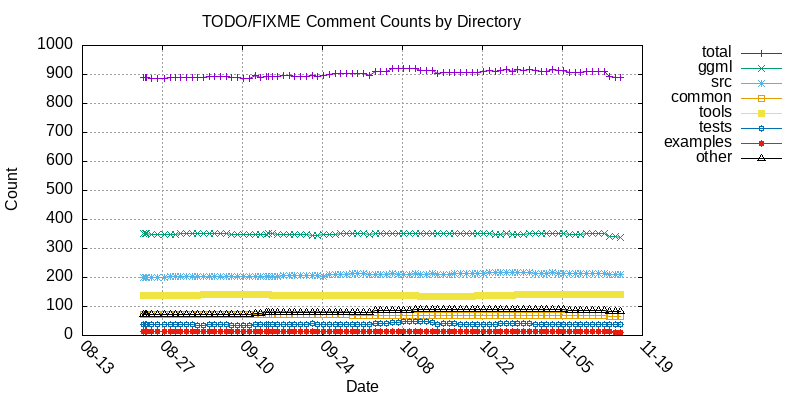 TODO/FIXME Comment Counts by Directory
1000
900
800
700
600
500
400
300
200
100
0
Count
08-13
08-27
09-10
09-24
10-08
10-22
11-05
11-19
Date
total
ggml
src
common
tools
tests
examples
other